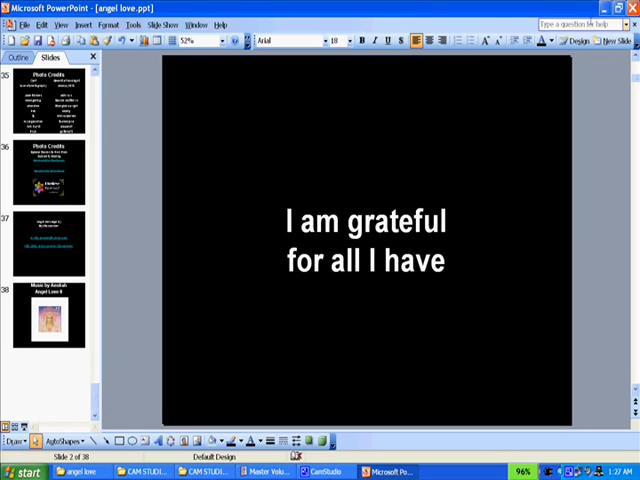 Microsoft PowerPoint - [angel love.ppt]
File Edit View Insert Format Tools Slide Show Window Help
Type a question for help
52%
Arial
18
B I U S
Design
New Slide
Outline Slides
35
Photo Credits
36
Photo Credits
37
38
Music by Aeoliah
Angel Love II
I am grateful
for all I have
Draw
AutoShapes
Slide 2 of 38
Default Design
start
angel love
CAM STUDI...
CAM STUDI...
Master Volu...
CamStudio
Microsoft Po...
96%
1:27 AM